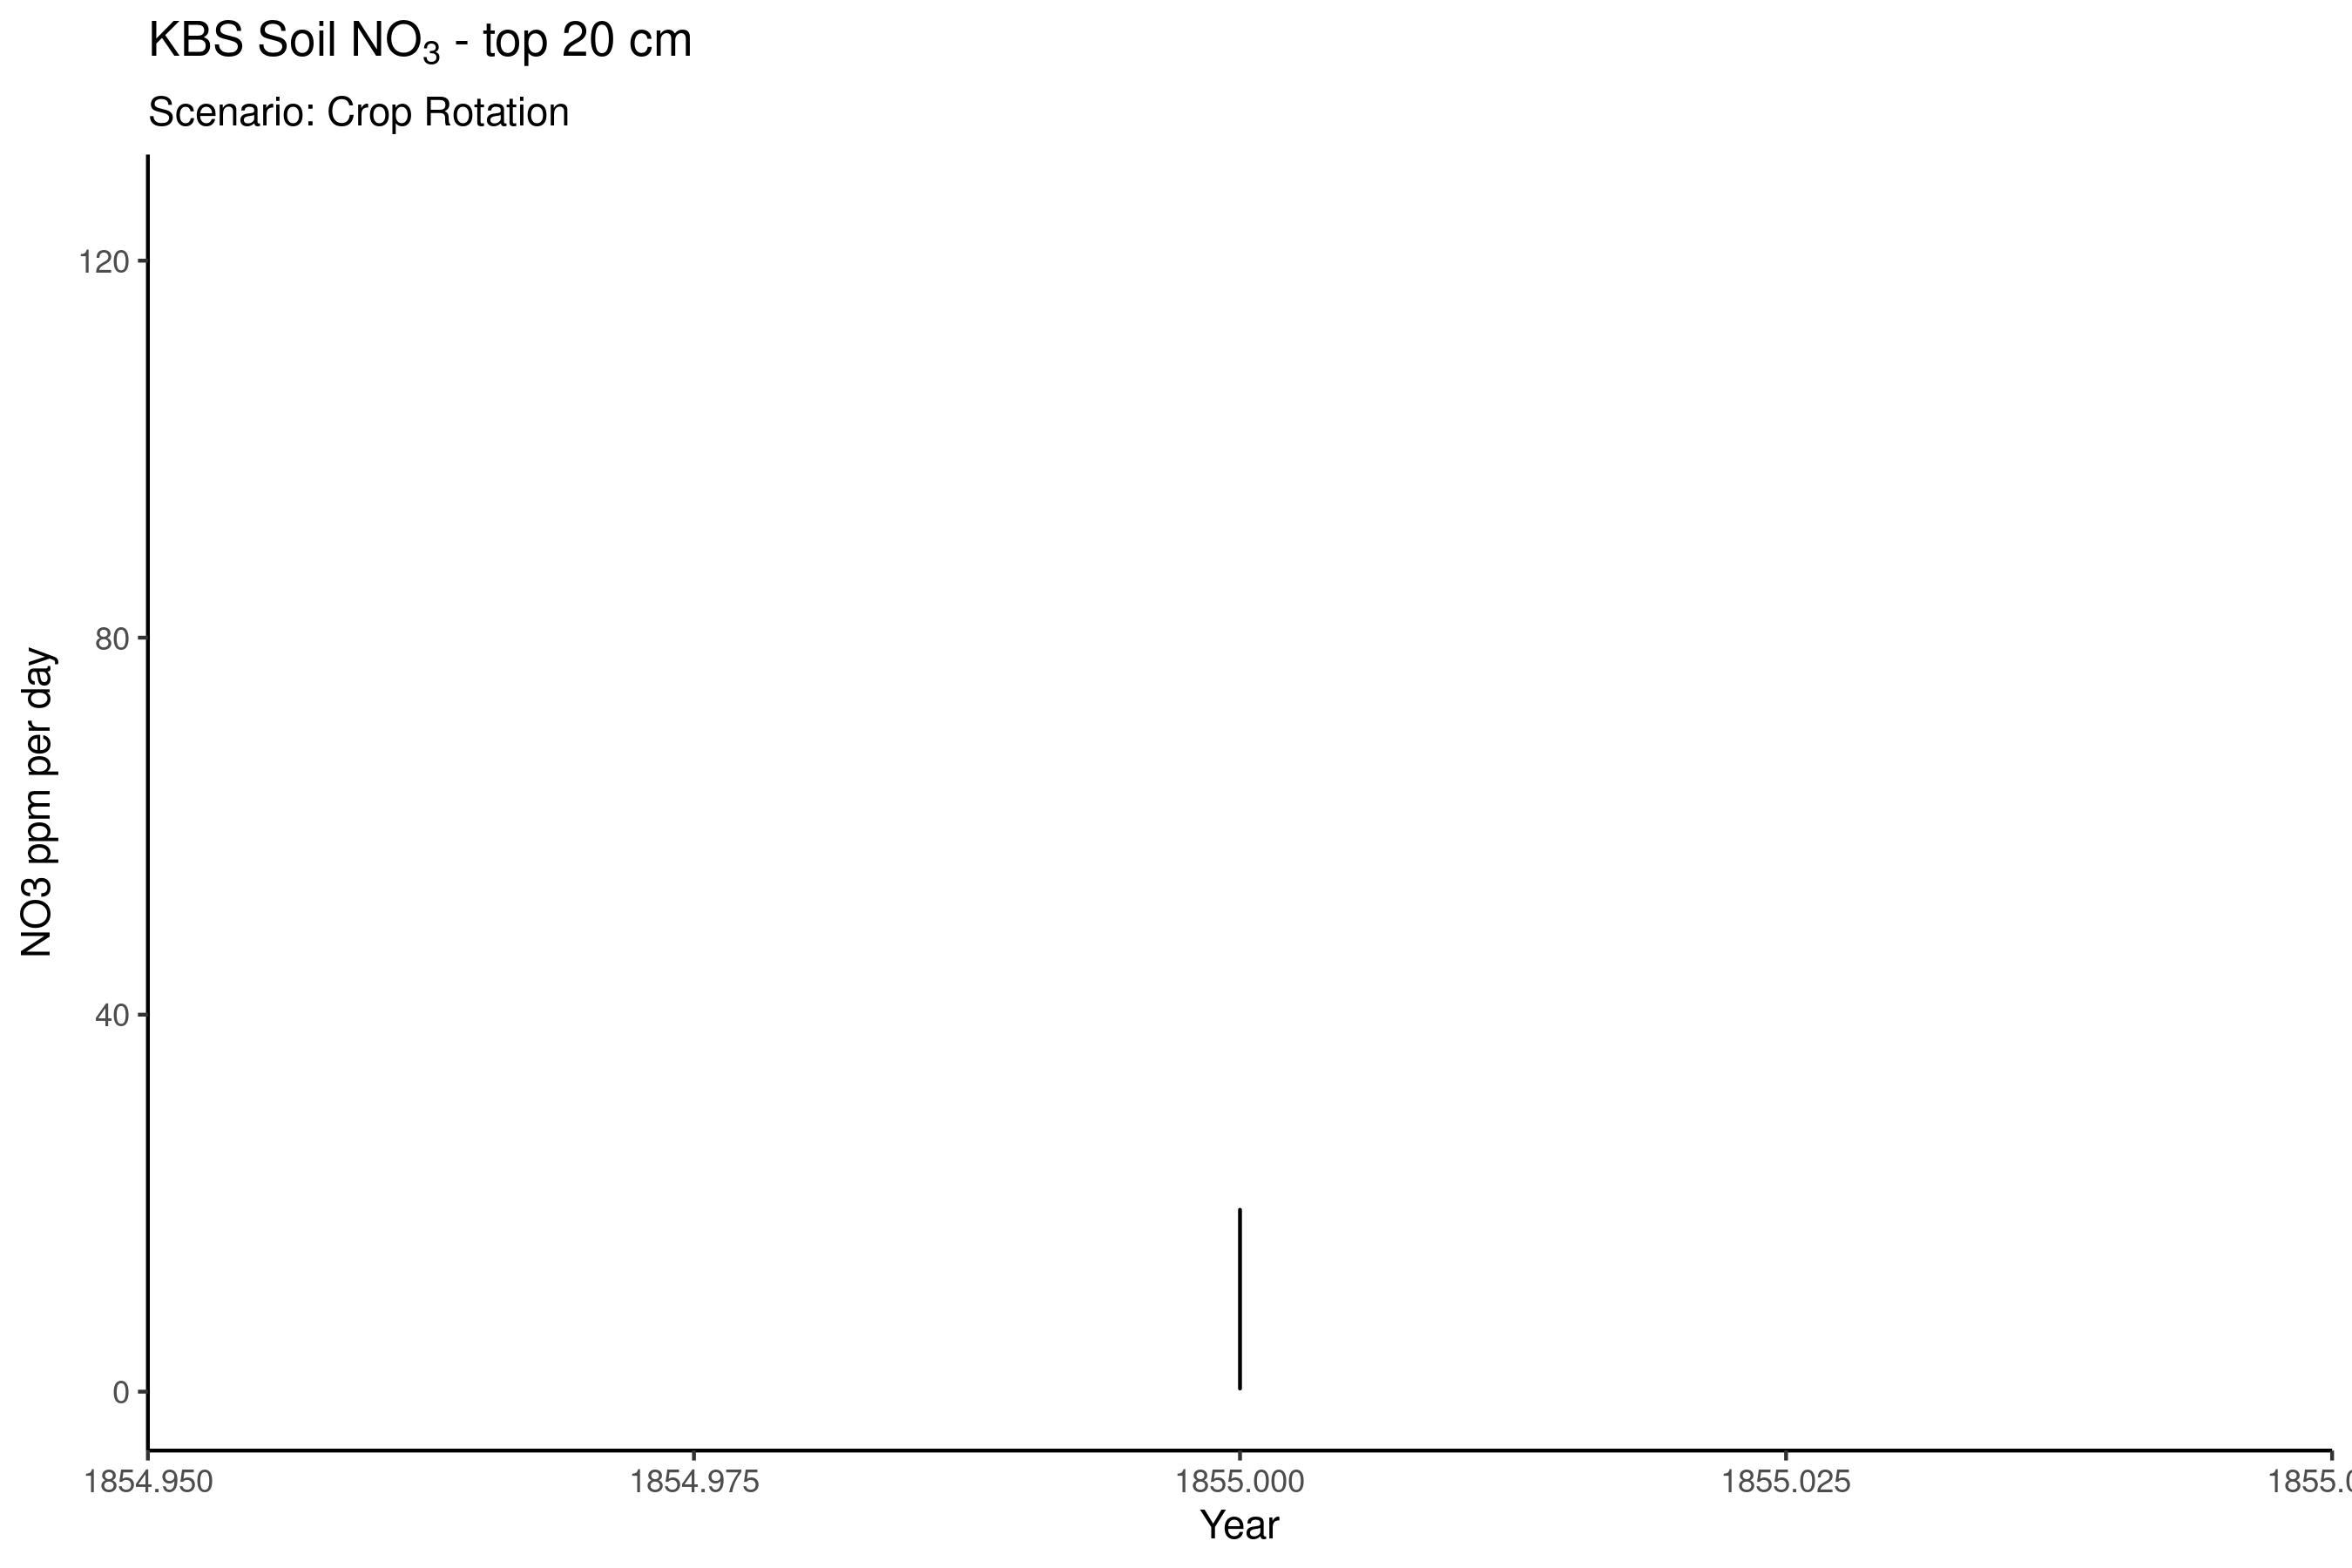 KBS Soil NO₃ - top 20 cm
Scenario: Crop Rotation
120
80
40
0
NO3 ppm per day
1854.950 1854.975 1855.000 1855.025
Year